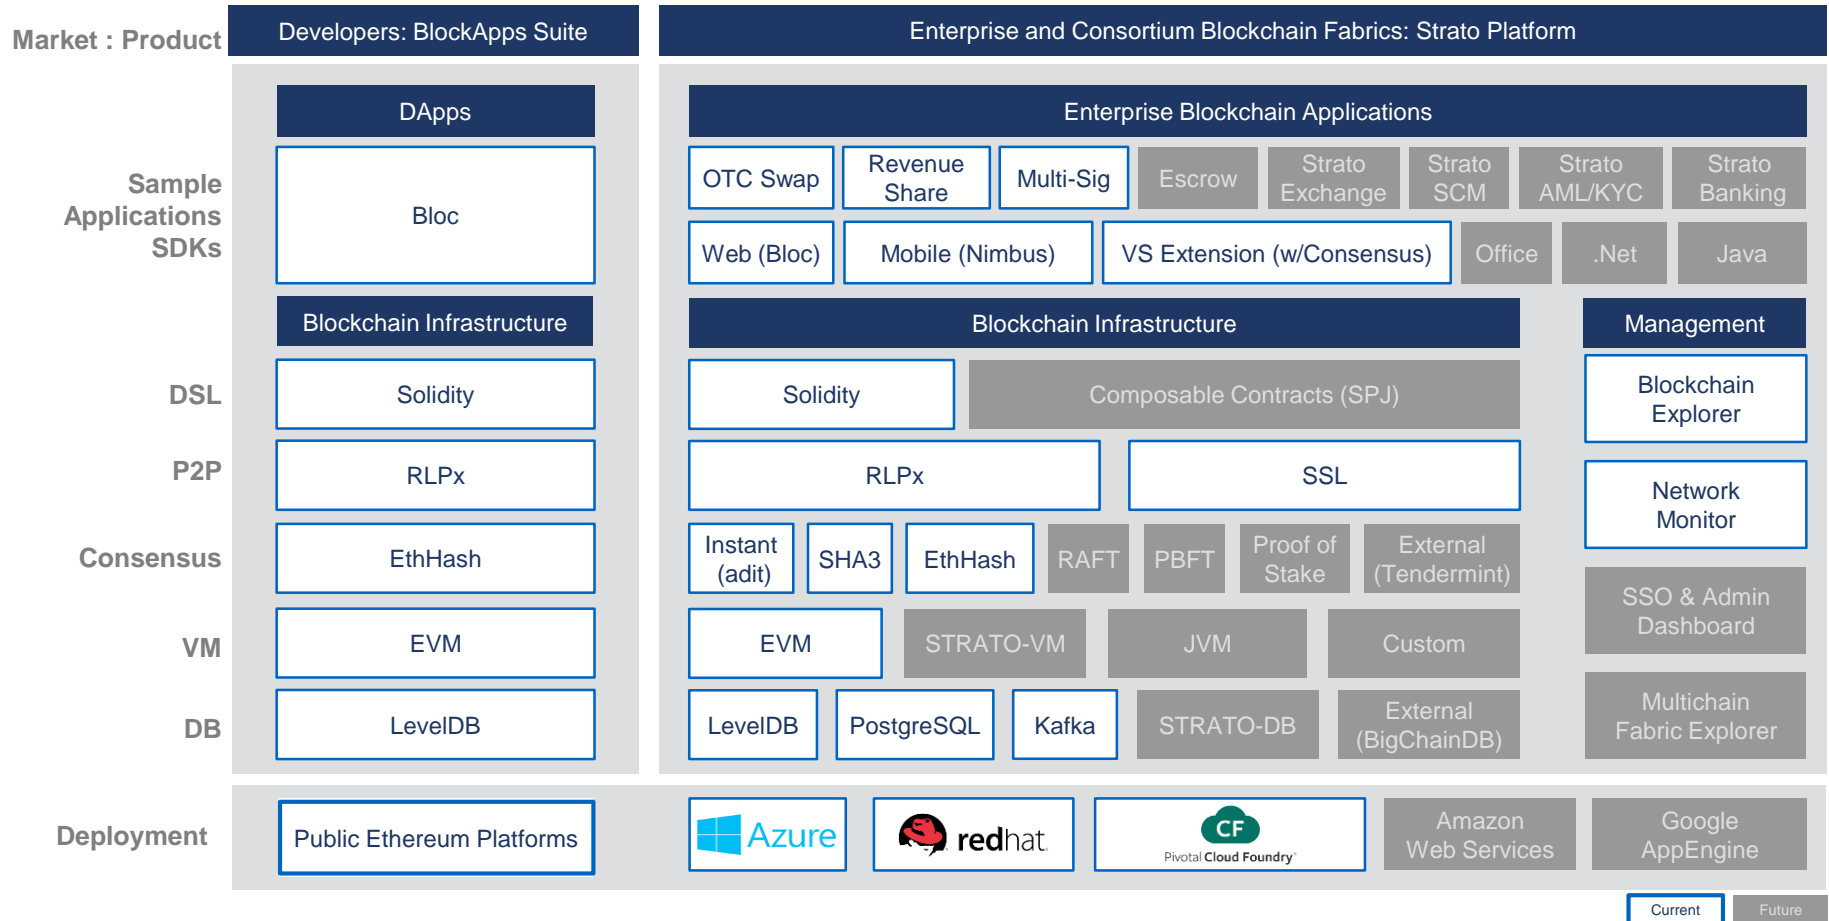 Market : Product
Developers: BlockApps Suite
Enterprise and Consortium Blockchain Fabrics: Strato Platform
DApps
Enterprise Blockchain Applications
Sample
Applications
SDKs
Bloc
OTC Swap
Revenue
Share
Multi-Sig
Escrow
Strato
Exchange
Strato
SCM
Strato
AML/KYC
Strato
Banking
Web (Bloc)
Mobile (Nimbus)
VS Extension (w/Consensus)
Office
.Net
Java
Blockchain Infrastructure
Blockchain Infrastructure
Management
DSL
Solidity
Solidity
Composable Contracts (SPJ)
Blockchain
Explorer
P2P
RLPx
RLPx
SSL
Network
Monitor
Consensus
EthHash
Instant
(adit)
SHA3
EthHash
RAFT
PBFT
Proof of
Stake
External
(Tendermint)
SSO & Admin
Dashboard
VM
EVM
EVM
STRATO-VM
JVM
Custom
DB
LevelDB
LevelDB
PostgreSQL
Kafka
STRATO-DB
External
(BigChainDB)
Multichain
Fabric Explorer
Deployment
Public Ethereum Platforms
Azure
redhat.
CF
Pivotal Cloud Foundry
Amazon
Web Services
Google
AppEngine
Current
Future